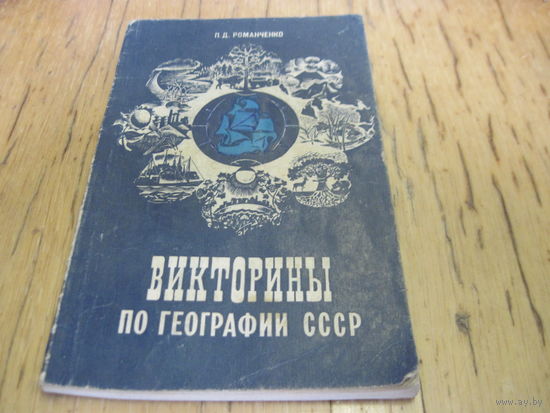 П. Д. РОМАНЧЕНКО
ВИКТОРИНЫ
ПО ГЕОГРАФИИ СССР
www.ay.by